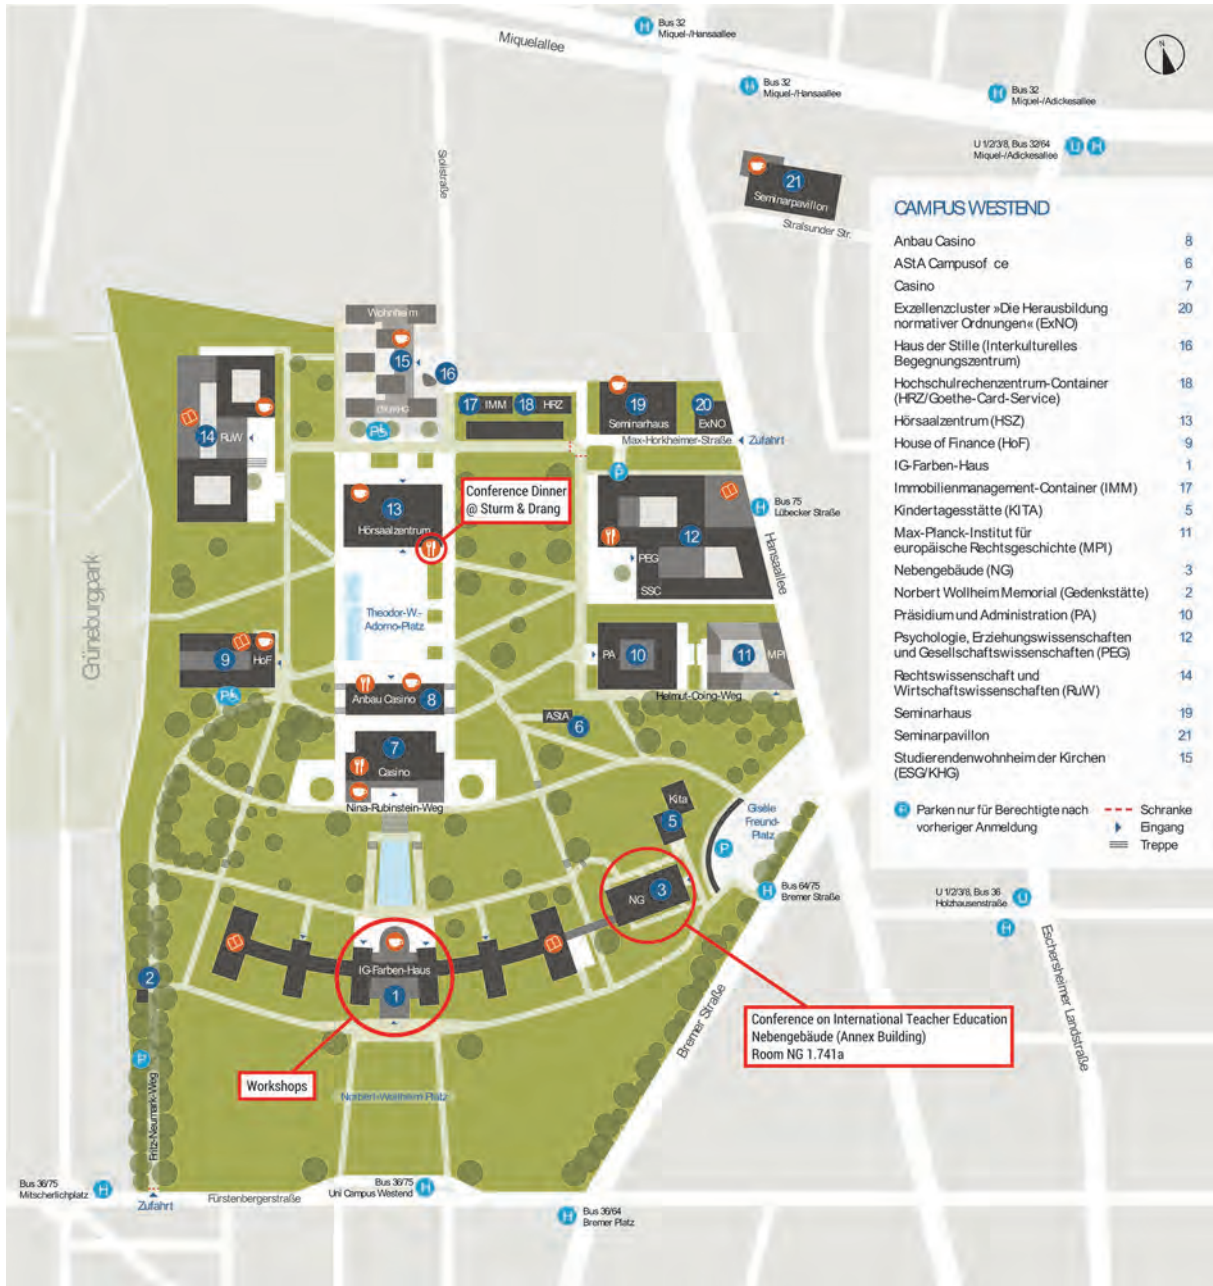 Bus 32
Miquel-/Hansaallee
Miquelallee
N
Bus 32
Miquel-/Hansaallee
Bus 32
Miquel-/Adickesallee
U 1/2/3/8, Bus 32/64
Miquel-/Adickesallee
U
H
Siolistraße
21
Seminarpavillon
Stralsunder Str.
CAMPUS WESTEND
Anbau Casino 8
AStA Campusof ce 6
Casino 7
Exzellenzcluster »Die Herausbildung
normativer Ordnungen« (ExNO) 20
Haus der Stille (Interkulturelles
Begegnungszentrum) 16
Hochschulrechenzentrum-Container
(HRZ/Goethe-Card-Service) 18
Hörsaalzentrum (HSZ) 13
House of Finance (HoF) 9
IG-Farben-Haus 1
Immobilienmanagement-Container (IMM) 17
Kindertagesstätte (KITA) 5
Max-Planck-Institut für
europäische Rechtsgeschichte (MPI) 11
Nebengebäude (NG) 3
Norbert Wollheim Memorial (Gedenkstätte) 2
Präsidium und Administration (PA) 10
Psychologie, Erziehungswissenschaften
und Gesellschaftswissenschaften (PEG) 12
Rechtswissenschaft und
Wirtschaftswissenschaften (RuW) 14
Seminarhaus 19
Seminarpavillon 21
Studierendenwohnheim der Kirchen
(ESG/KHG) 15
P Parken nur für Berechtigte nach
vorheriger Anmeldung
Schranke
Eingang
Treppe
Wohnheim
15
16
ESG/KHG
P
17 IMM
18 HRZ
19
Seminarhaus
20
ExNO
Max-Horkheimer-Straße
Zufahrt
14 RuW
Conference Dinner
@ Sturm & Drang
13
Hörsaalzentrum
P
12
PEG
SSC
H
Bus 75
Lübecker Straße
Hansaallee
Grüneburgpark
Theodor-W.-
Adorno-Platz
9 HoF
P
PA 10
11 MPI
Helmut-Coing-Weg
Anbau Casino 8
AStA
6
7
Casino
Nina-Rubinstein-Weg
Kita
5
Gisèle
Freund-
Platz
P
NG 3
H
Bus 64/75
Bremer Straße
U 1/2/3/8, Bus 36
Holzhausenstraße
U
H
IG-Farben-Haus
1
2
P
Fritz-Neumark-Weg
Workshops
Norbert-Wollheim Platz
Bremer Straße
Eschersheimer Landstraße
Conference on International Teacher Education
Nebengebäude (Annex Building)
Room NG 1.741a
Bus 36/75
Mitscherlichplatz
H
Zufahrt
Fürstenbergerstraße
Bus 36/75
Uni Campus Westend
H
H
Bus 36/64
Bremer Platz